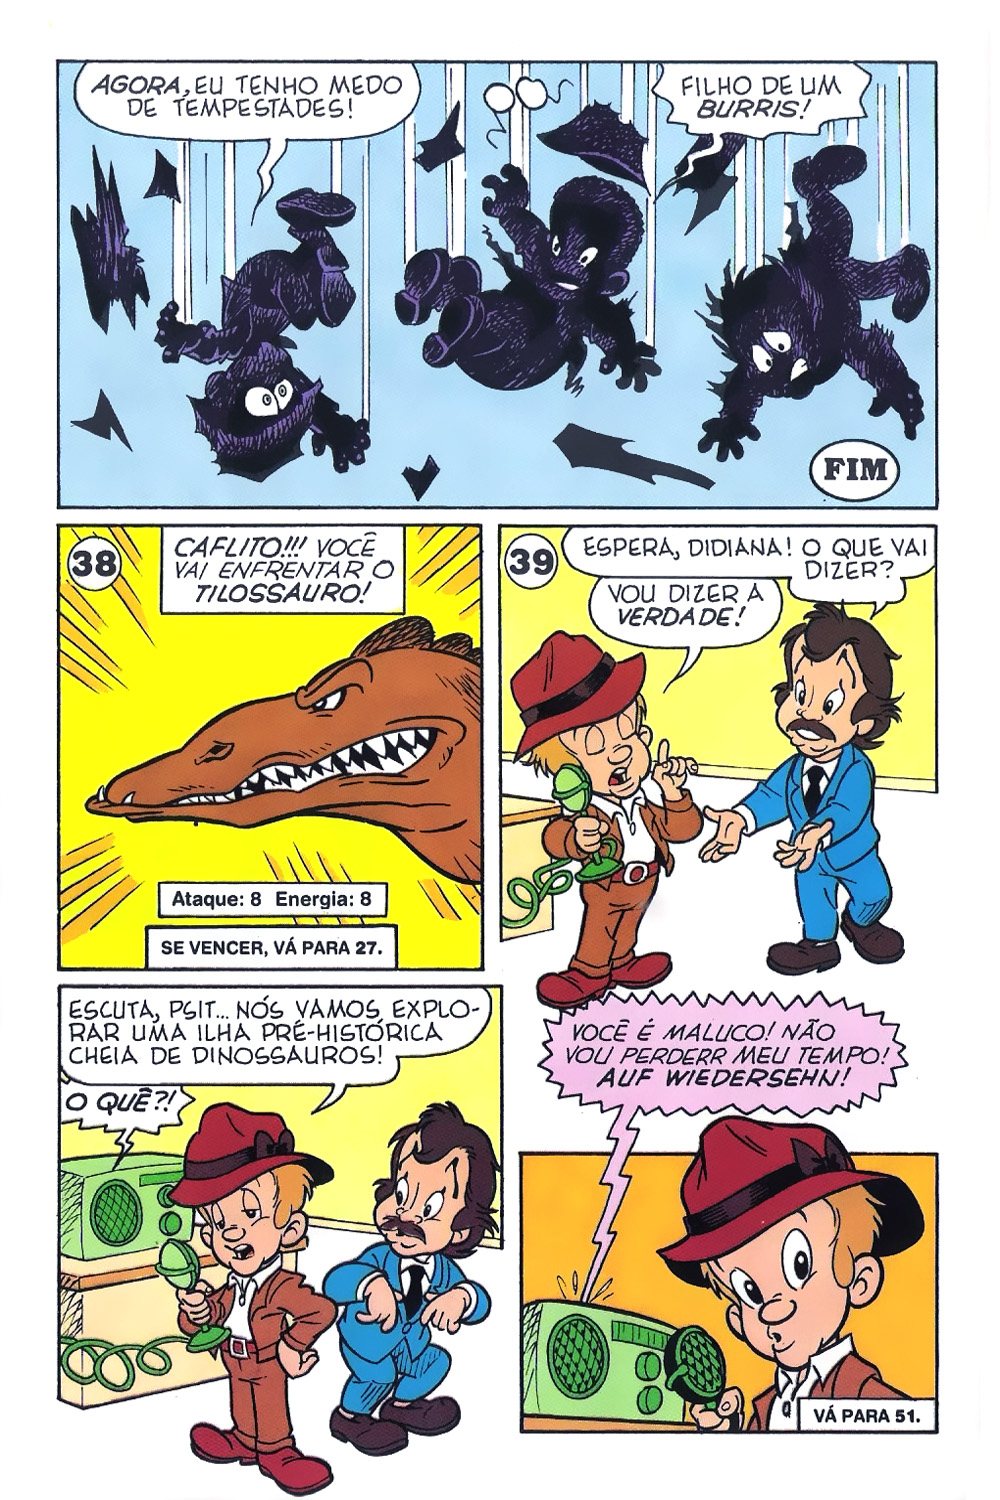 AGORA, EU TENHO MEDO
DE TEMPESTADES!
FILHO DE UM
BURRIS!
FIM
38
CAFLITO!!! VOCÊ
VAI ENFRENTAR O
TILOSSAURO!
Ataque: 8 Energia: 8
SE VENCER, VÁ PARA 27.
39
ESPERA, DIDIANA! O QUE VAI
DIZER?
VOU DIZER A
VERDADE!
ESCUTA, PSIT... NÓS VAMOS EXPLO-
RAR UMA ILHA PRÉ-HISTÓRICA
CHEIA DE DINOSSAUROS!
O QUÊ?!
VOCÊ É MALUCO! NÃO
VOU PERDERR MEU TEMPO!
AUF WIEDERSEHN!
VÁ PARA 51.